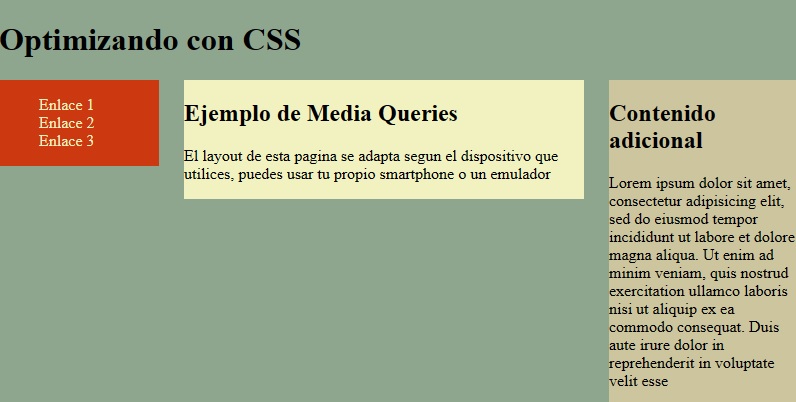 Optimizando con CSS
Enlace 1
Enlace 2
Enlace 3
Ejemplo de Media Queries
El layout de esta pagina se adapta segun el dispositivo que
utilices, puedes usar tu propio smartphone o un emulador
Contenido
adicional
Lorem ipsum dolor sit amet,
consectetur adipisicing elit,
sed do eiusmod tempor
incididunt ut labore et dolore
magna aliqua. Ut enim ad
minim veniam, quis nostrud
exercitation ullamco laboris
nisi ut aliquip ex ea
commodo consequat. Duis
aute irure dolor in
reprehenderit in voluptate
velit esse